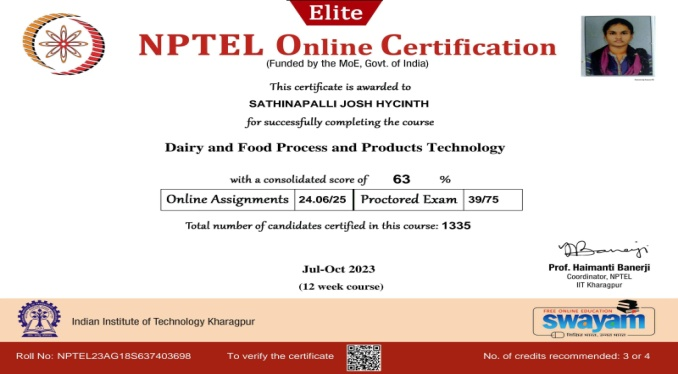 Elite
NPTEL Online Certification
(Funded by the MoE, Govt. of India)
This certificate is awarded to
SATHINAPALLI JOSH HYCINTH
for successfully completing the course
Dairy and Food Process and Products Technology
with a consolidated score of 63 %
Online Assignments 24.06/25 Proctored Exam 39/75
Total number of candidates certified in this course: 1335
Jul-Oct 2023
(12 week course)
Prof. Haimanti Banerji
Coordinator, NPTEL
IIT Kharagpur
Indian Institute of Technology Kharagpur
FREE ONLINE EDUCATION
swayam
Roll No: NPTEL23AG18S637403698 To verify the certificate No. of credits recommended: 3 or 4